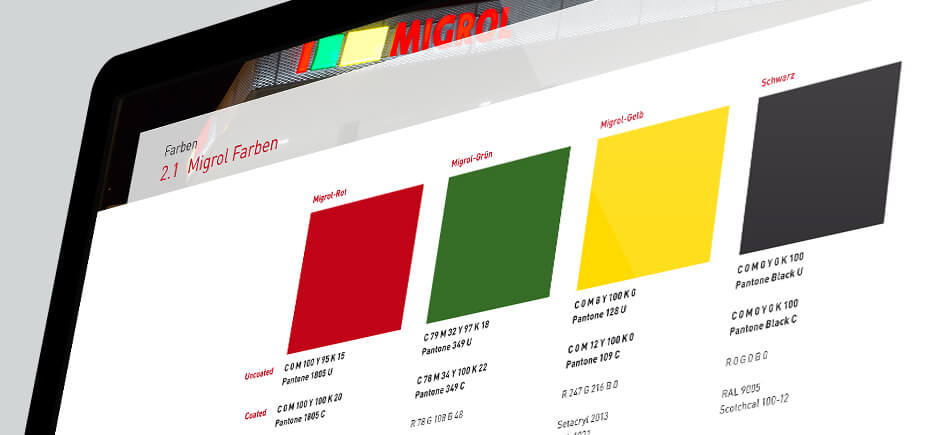 MIGROL
Farben
2.1 Migrol Farben
Migrol-Rot
Migrol-Grün
Migrol-Gelb
Schwarz
Uncoated
C 0 M 100 Y 95 K 15
Pantone 1805 U
C 79 M 32 Y 97 K 18
Pantone 349 U
C 0 M 8 Y 100 K 0
Pantone 128 U
C 0 M 0 Y 0 K 100
Pantone Black U
Coated
C 0 M 100 Y 100 K 20
Pantone 1805 C
C 78 M 34 Y 100 K 22
Pantone 349 C
C 0 M 12 Y 100 K 0
Pantone 109 C
C 0 M 0 Y 0 K 100
Pantone Black C
R 78 G 108 B 48
R 247 G 216 B 0
R 0 G 0 B 0
Setacryl 2013
RAL 9005
Scotchcal 100-12